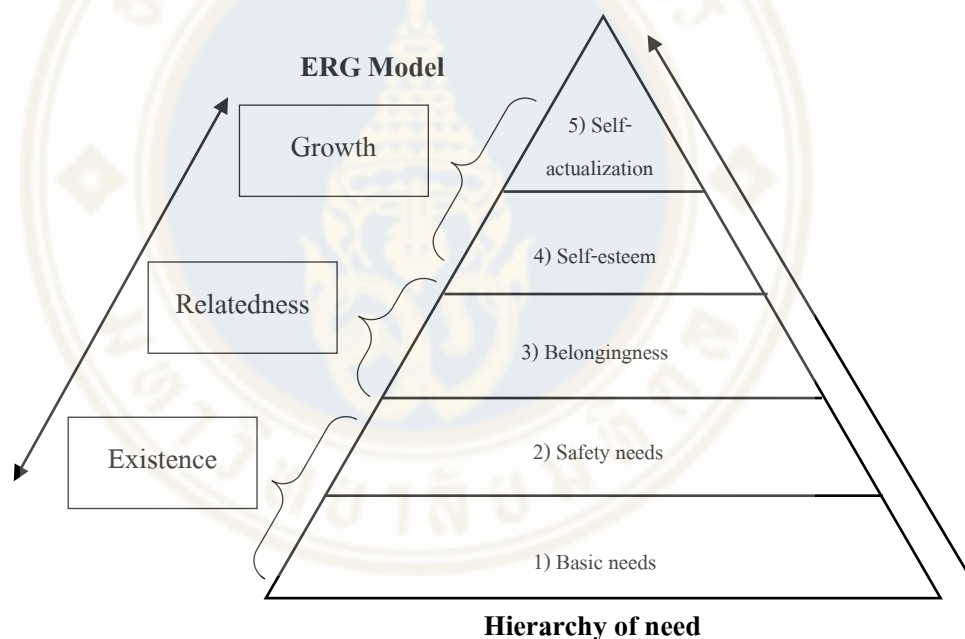 ERG Model
Growth
Relatedness
Existence
5) Self-
actualization
4) Self-esteem
3) Belongingness
2) Safety needs
1) Basic needs
Hierarchy of need